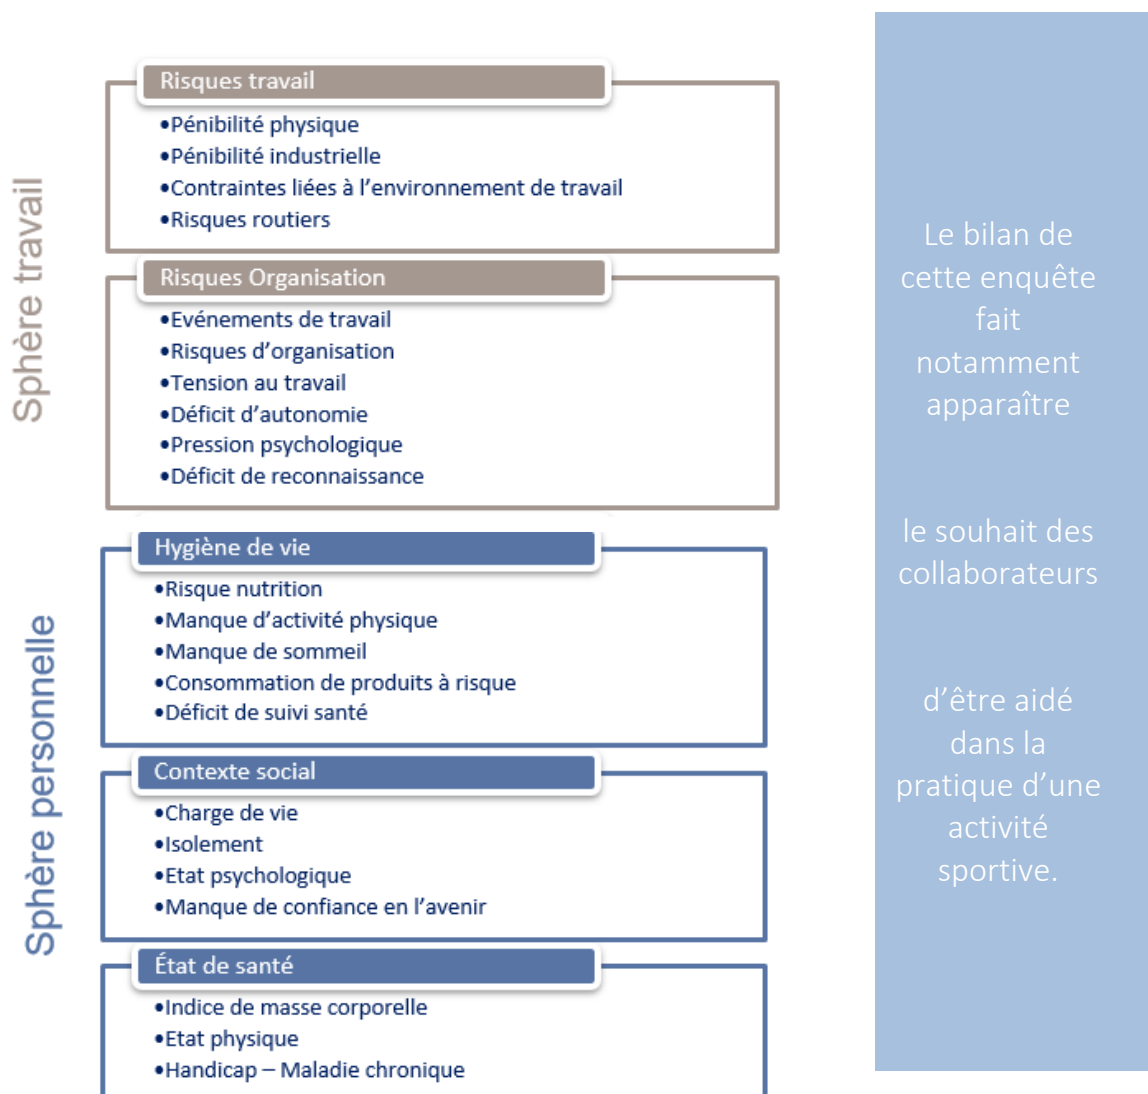 Sphère travail
Risques travail
•Pénibilité physique
•Pénibilité industrielle
•Contraintes liées à l'environnement de travail
•Risques routiers
Risques Organisation
•Evénements de travail
•Risques d'organisation
•Tension au travail
•Déficit d'autonomie
•Pression psychologique
•Déficit de reconnaissance
Sphère personnelle
Hygiène de vie
•Risque nutrition
•Manque d'activité physique
•Manque de sommeil
•Consommation de produits à risque
•Déficit de suivi santé
Contexte social
•Charge de vie
•Isolement
•Etat psychologique
•Manque de confiance en l'avenir
État de santé
•Indice de masse corporelle
•Etat physique
•Handicap – Maladie chronique
Le bilan de
cette enquête
fait
notamment
apparaître
le souhait des
collaborateurs
d'être aidé
dans la
pratique d'une
activité
sportive.